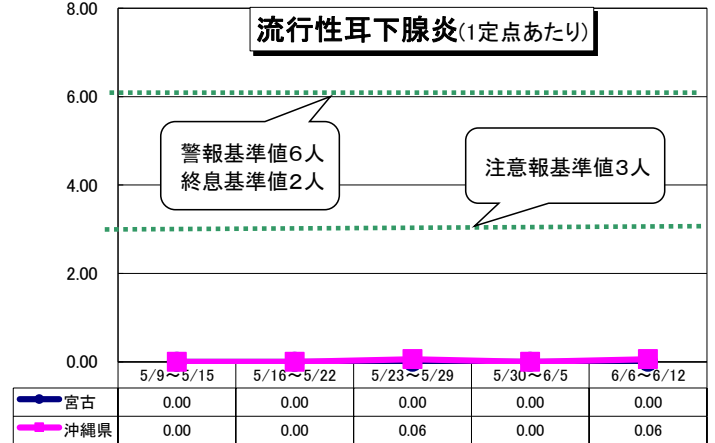 流行性耳下腺炎(1定点あたり)
8.00
6.00
警報基準値6人
終息基準値2人
注意報基準値3人
4.00
2.00
0.00
5/9～5/15 5/16～5/22 5/23～5/29 5/30～6/5 6/6～6/12
宮古 0.00 0.00 0.00 0.00 0.00
沖縄県 0.00 0.00 0.06 0.00 0.06